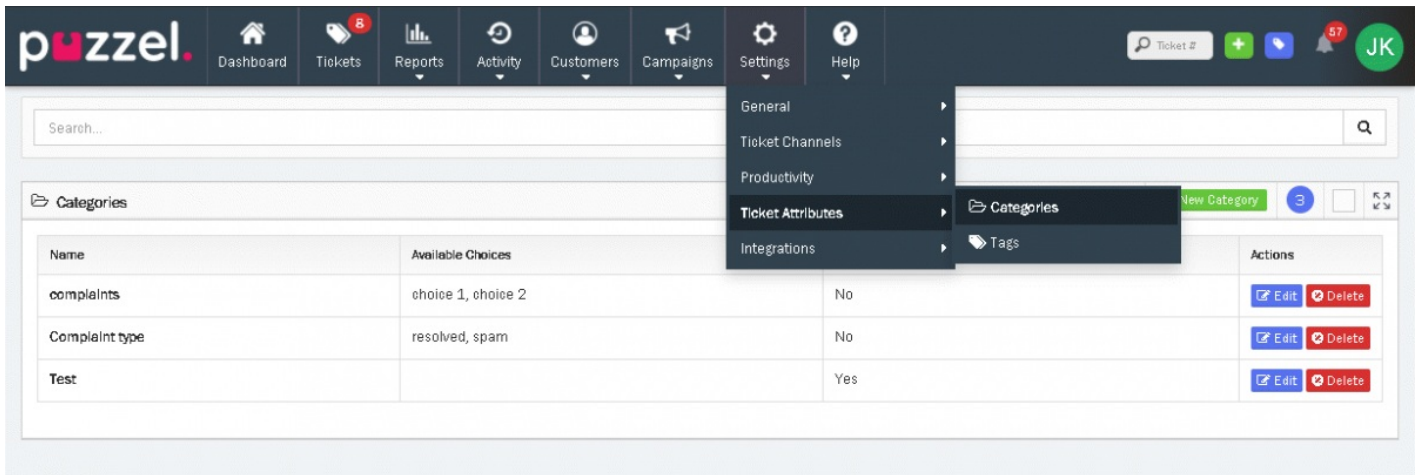 puzzel.
Dashboard
Tickets
8
Reports
Activity
Customers
Campaigns
Settings
Help
Ticket #
57
JK
Search...
General
Ticket Channels
Productivity
Ticket Attributes
Integrations
Categories
Tags
Categories
New Category
3
Name
Available Choices
Actions
complaints
choice 1, choice 2
No
Edit
Delete
Complaint type
resolved, spam
No
Edit
Delete
Test
Yes
Edit
Delete